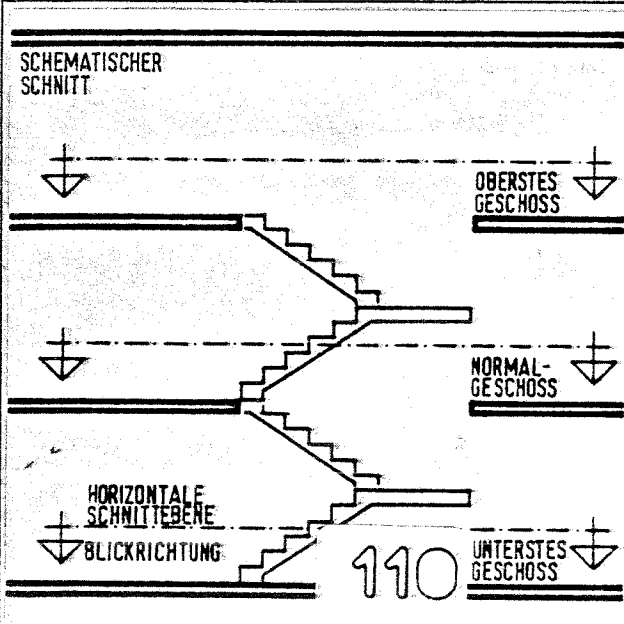 SCHEMATISCHER
SCHNITT
OBERSTES
GESCHOSS
NORMAL-
GESCHOSS
HORIZONTALE
SCHNITTEBENE
BLICKRICHTUNG
110
UNTERSTES
GESCHOSS